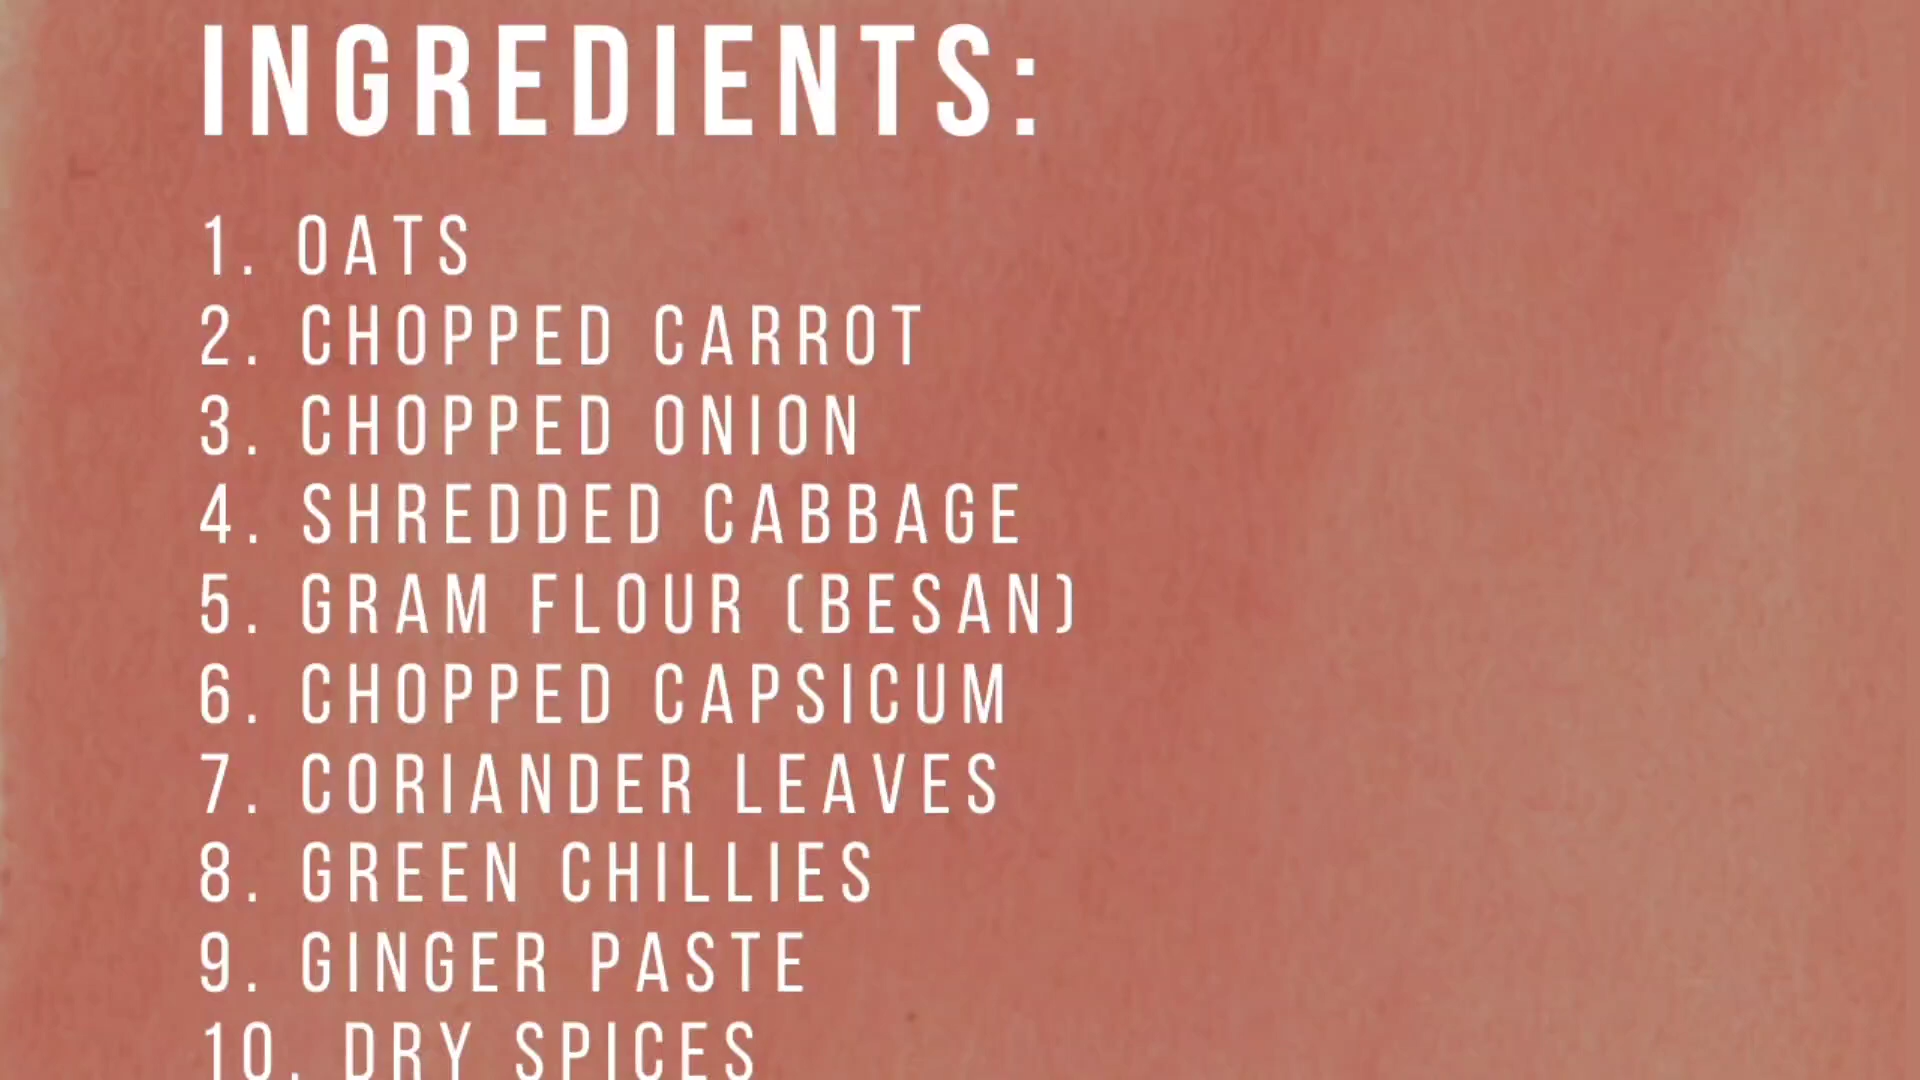 INGREDIENTS:
1. OATS
2. CHOPPED CARROT
3. CHOPPED ONION
4. SHREDDED CABBAGE
5. GRAM FLOUR (BESAN)
6. CHOPPED CAPSICUM
7. CORIANDER LEAVES
8. GREEN CHILLIES
9. GINGER PASTE
10. DRY SPICES